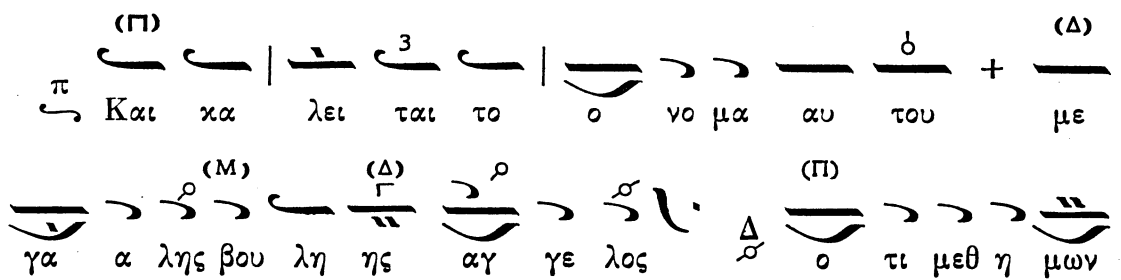 (Π) (Δ)
π Και κα λει ται το ο νο μα αυ του με
(Μ) (Δ) (Π)
γα α λης βου λη ης αγ γε λος Δ ο τι μεθ η μων